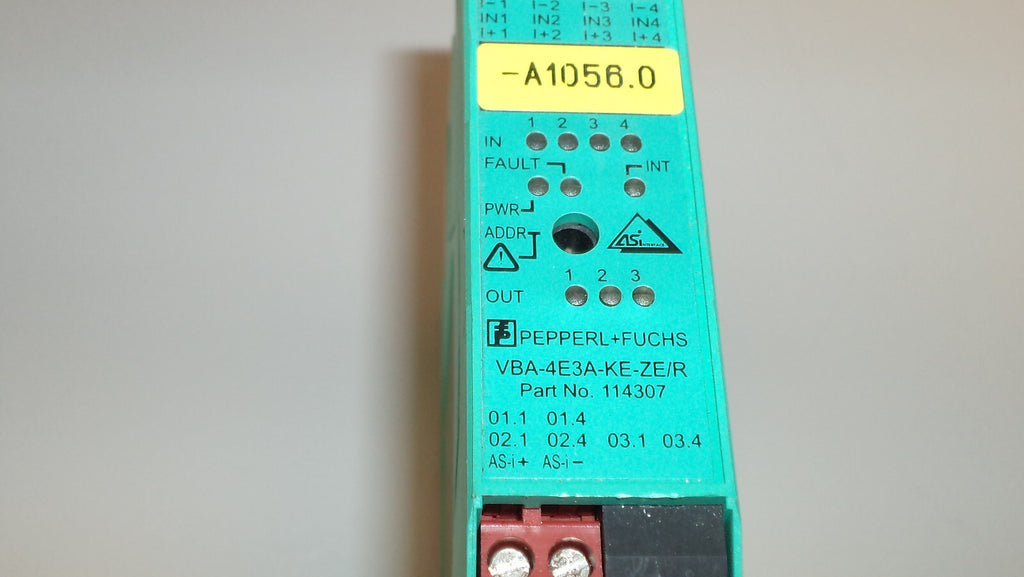 I-1 I-2 I-3 I-4
IN1 IN2 IN3 IN4
I+1 I+2 I+3 I+4
-A1056.0
1 2 3 4
IN
FAULT INT
PWR
ADDR
ASi INTERFACE
!
1 2 3
OUT
PEPPERL+FUCHS
VBA-4E3A-KE-ZE/R
Part No. 114307
01.1 01.4
02.1 02.4 03.1 03.4
AS-i+ AS-i-